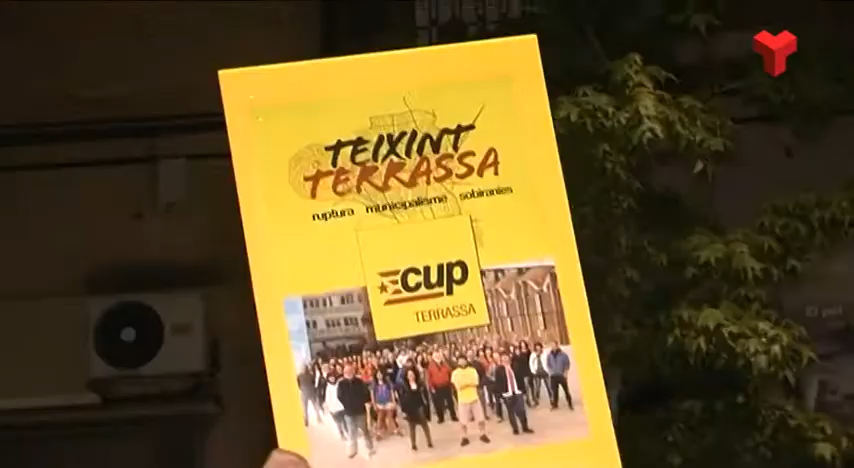 TEIXINT
TERRASSA
ruptura municipalisme sobiranies
cup
TERRASSA